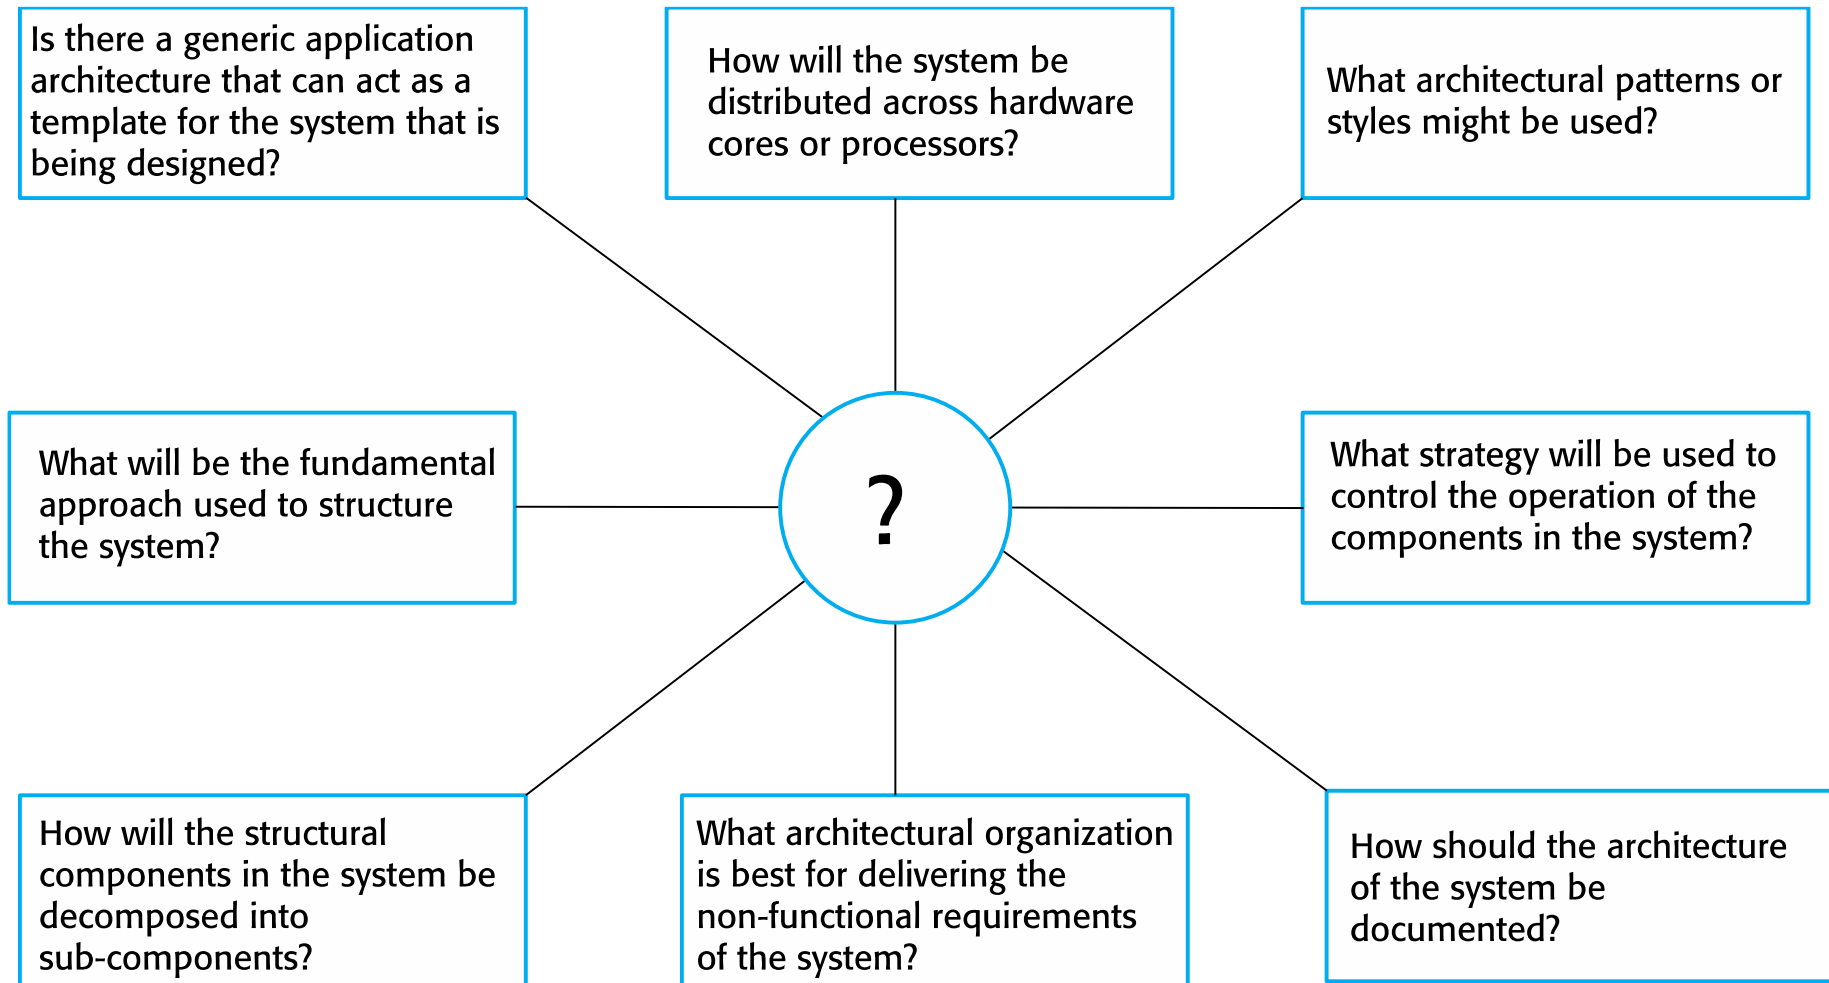 Is there a generic application
architecture that can act as a
template for the system that is
being designed?
How will the system be
distributed across hardware
cores or processors?
What architectural patterns or
styles might be used?
What will be the fundamental
approach used to structure
the system?
?
What strategy will be used to
control the operation of the
components in the system?
How will the structural
components in the system be
decomposed into
sub-components?
What architectural organization
is best for delivering the
non-functional requirements
of the system?
How should the architecture
of the system be
documented?